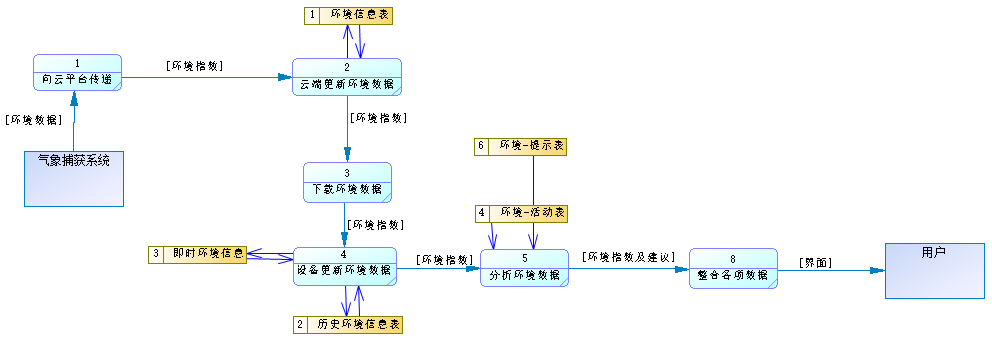 1 环境信息表
1
向云平台传递
[环境指数]
2
云端更新环境数据
[环境数据]
[环境指数]
气象捕获系统
6 环境-提示表
3
下载环境数据
4 环境-活动表
[环境指数]
3 即时环境信息
4
设备更新环境数据
[环境指数]
5
分析环境数据
[环境指数及建议]
8
整合各项数据
[界面]
用户
2 历史环境信息表